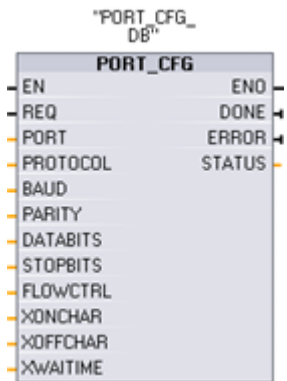 "PORT_CFG_
DB"
PORT_CFG
EN ENO
REQ DONE
PORT ERROR
PROTOCOL STATUS
BAUD
PARITY
DATABITS
STOPBITS
FLOWCTRL
XONCHAR
XOFFCHAR
XWAITIME